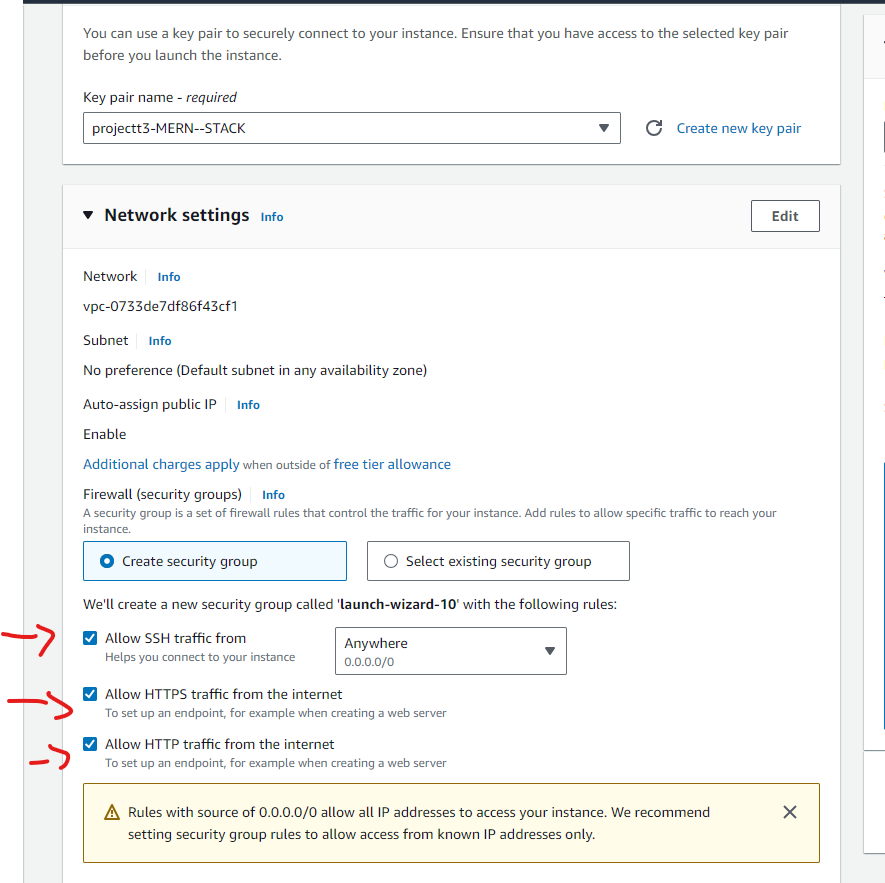 You can use a key pair to securely connect to your instance. Ensure that you have access to the selected key pair
before you launch the instance.
Key pair name - required
projectt3-MERN--STACK
Create new key pair
Network settings Info
Edit
Network Info
vpc-0733de7df86f43cf1
Subnet Info
No preference (Default subnet in any availability zone)
Auto-assign public IP Info
Enable
Additional charges apply when outside of free tier allowance
Firewall (security groups) Info
A security group is a set of firewall rules that control the traffic for your instance. Add rules to allow specific traffic to reach your
instance.
Create security group
Select existing security group
We'll create a new security group called 'launch-wizard-10' with the following rules:
Allow SSH traffic from
Helps you connect to your instance
Anywhere
0.0.0.0/0
Allow HTTPS traffic from the internet
To set up an endpoint, for example when creating a web server
Allow HTTP traffic from the internet
To set up an endpoint, for example when creating a web server
Rules with source of 0.0.0.0/0 allow all IP addresses to access your instance. We recommend
setting security group rules to allow access from known IP addresses only.